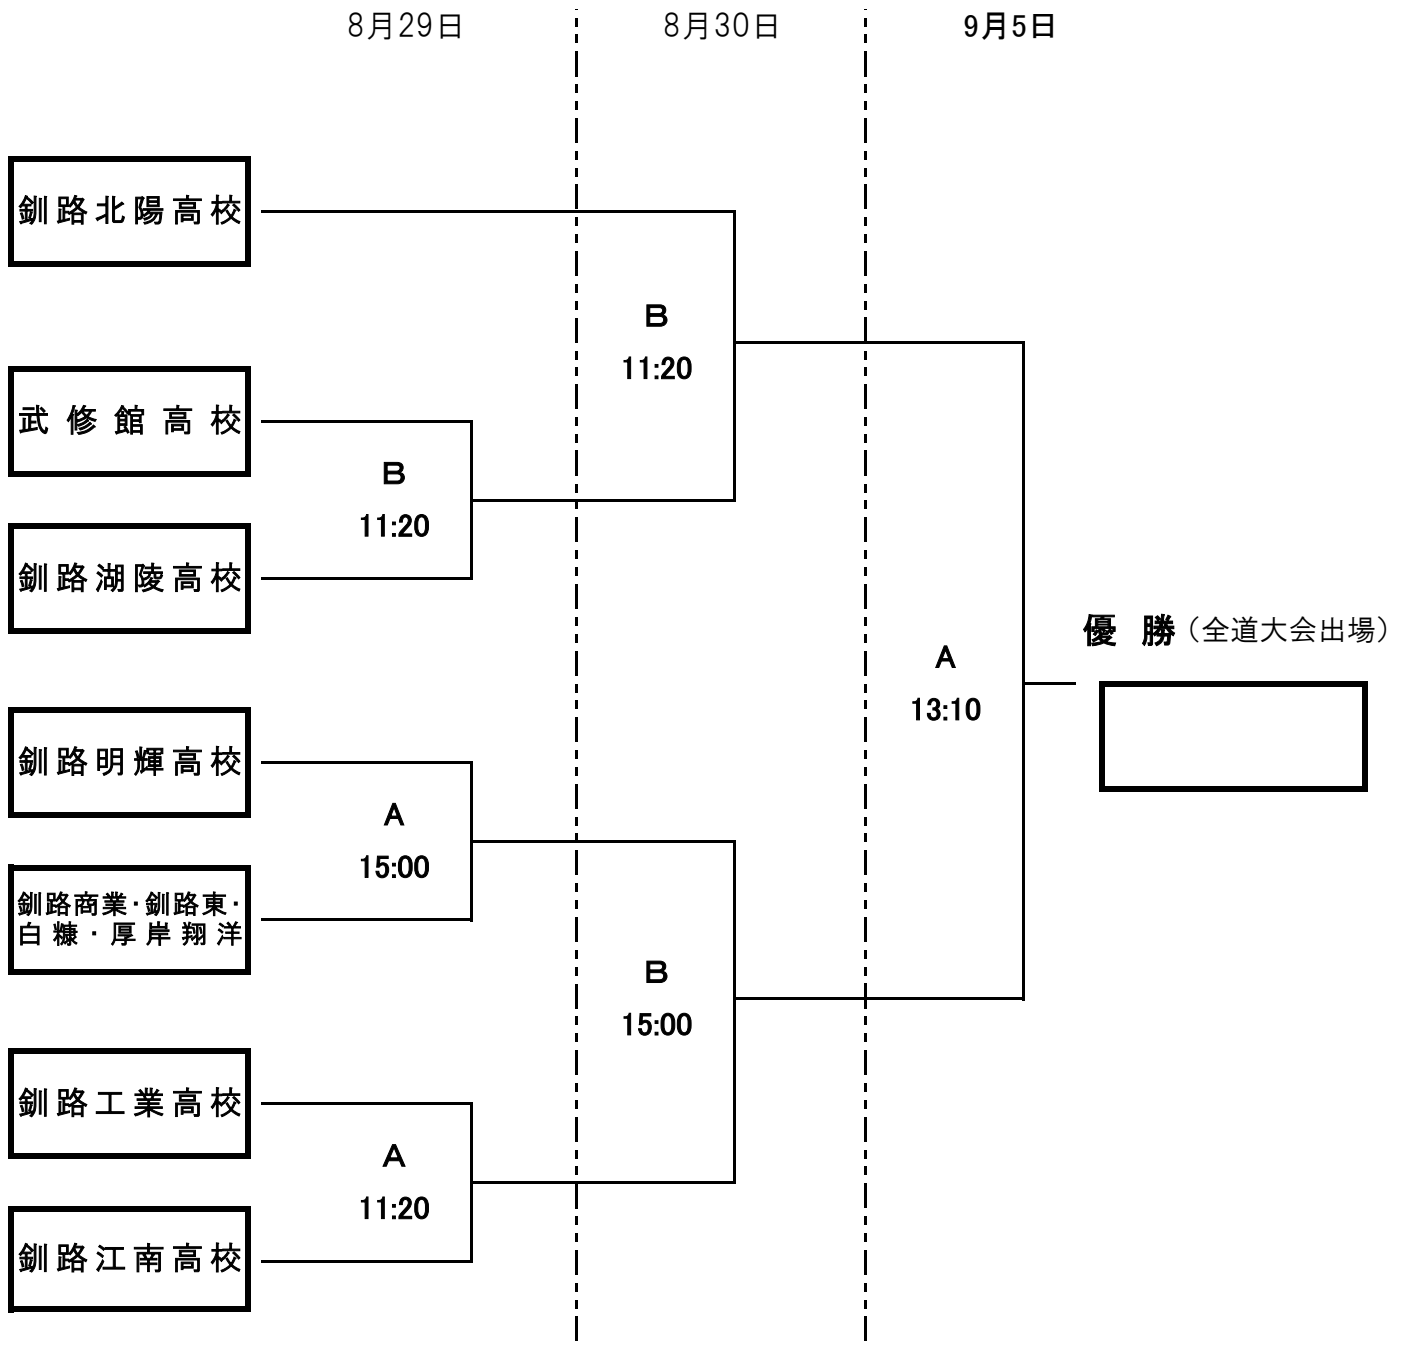 8月29日
8月30日
9月5日
釧路北陽高校
B
11:20
武修館高校
B
11:20
釧路湖陵高校
優 勝（全道大会出場）
A
13:10
釧路明輝高校
A
15:00
釧路商業・釧路東・
白糠・厚岸翔洋
B
15:00
釧路工業高校
A
11:20
釧路江南高校